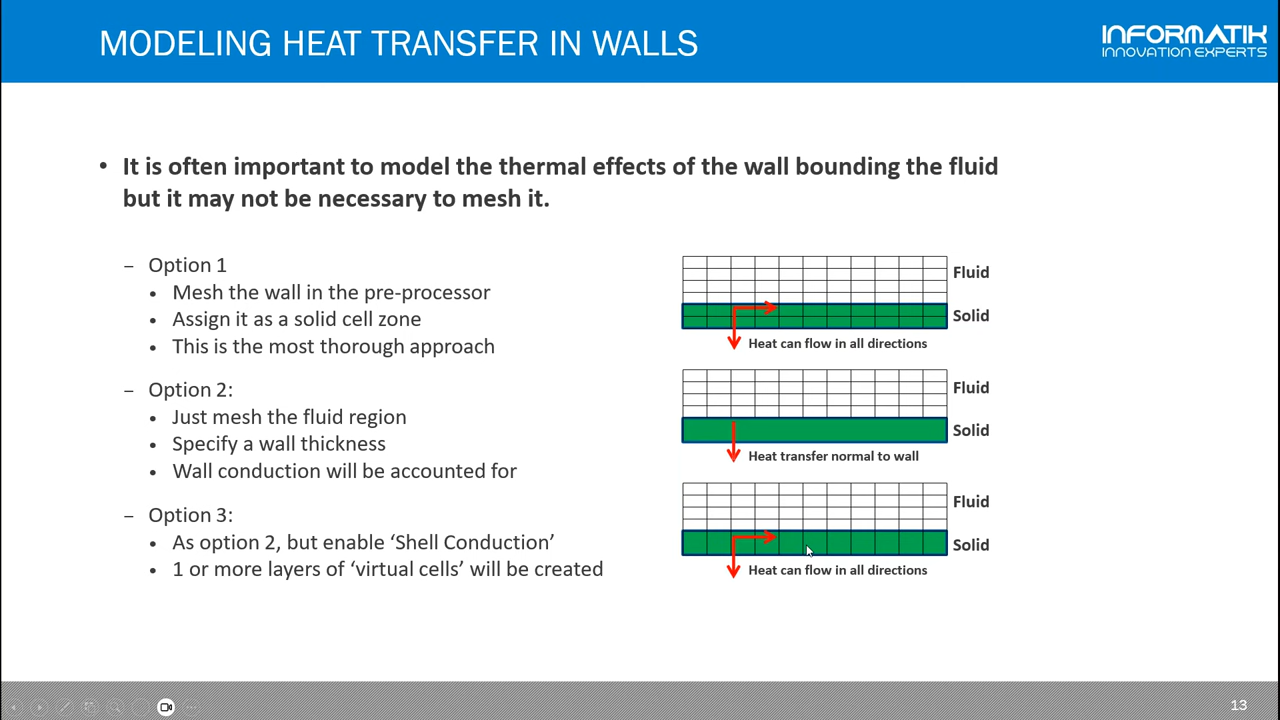 MODELING HEAT TRANSFER IN WALLS
INFORMATIK
INNOVATION EXPERTS
• It is often important to model the thermal effects of the wall bounding the fluid
but it may not be necessary to mesh it.
– Option 1
• Mesh the wall in the pre-processor
• Assign it as a solid cell zone
• This is the most thorough approach
– Option 2:
• Just mesh the fluid region
• Specify a wall thickness
• Wall conduction will be accounted for
– Option 3:
• As option 2, but enable ‘Shell Conduction’
• 1 or more layers of ‘virtual cells’ will be created
Fluid
Solid
Heat can flow in all directions
Fluid
Solid
Heat transfer normal to wall
Fluid
Solid
Heat can flow in all directions
13